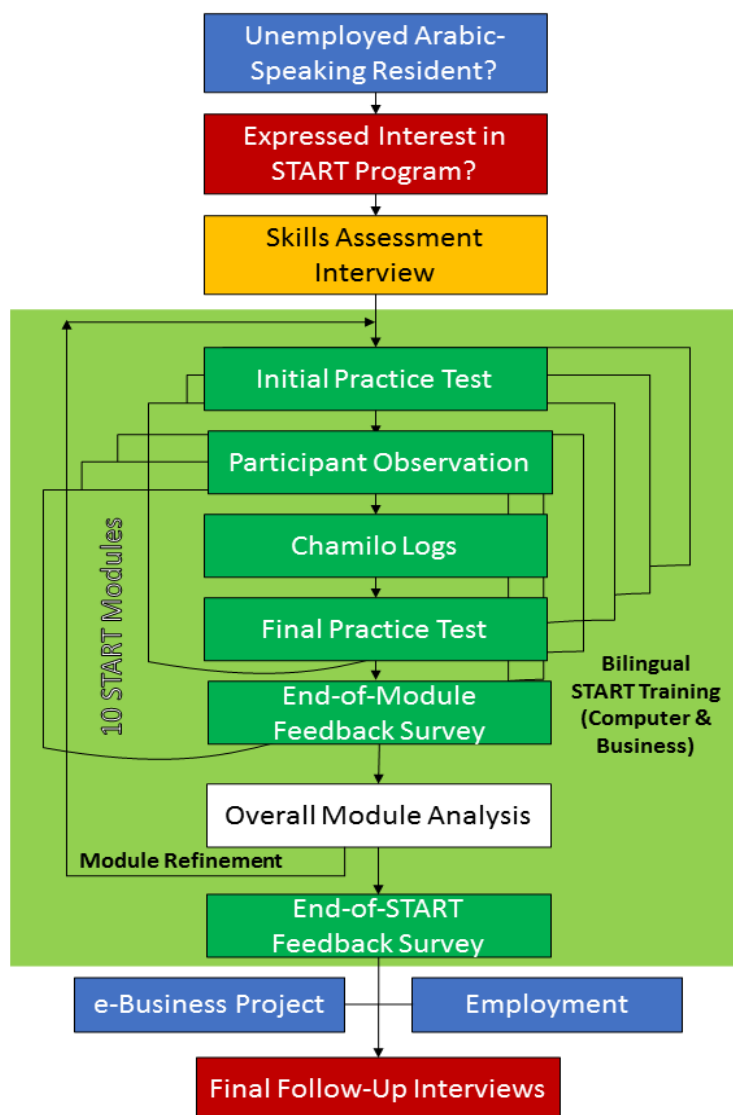 Unemployed Arabic-
Speaking Resident?
Expressed Interest in
START Program?
Skills Assessment
Interview
Initial Practice Test
Participant Observation
Chamilo Logs
Final Practice Test
End-of-Module
Feedback Survey
10 START Modules
Bilingual
START Training
(Computer &
Business)
Overall Module Analysis
Module Refinement
End-of-START
Feedback Survey
e-Business Project
Employment
Final Follow-Up Interviews